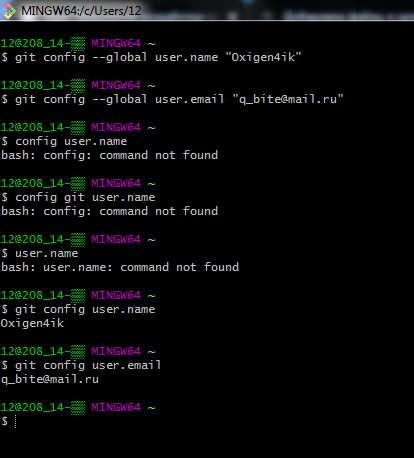 MINGW64:/c/Users/12
12@208_14-▒▒ MINGW64 ~
$ git config --global user.name "Oxigen4ik"
12@208_14-▒▒ MINGW64 ~
$ git config --global user.email "q_bite@mail.ru"
12@208_14-▒▒ MINGW64 ~
$ config user.name
bash: config: command not found
12@208_14-▒▒ MINGW64 ~
$ config git user.name
bash: config: command not found
12@208_14-▒▒ MINGW64 ~
$ user.name
bash: user.name: command not found
12@208_14-▒▒ MINGW64 ~
$ git config user.name
Oxigen4ik
12@208_14-▒▒ MINGW64 ~
$ git config user.email
q_bite@mail.ru
12@208_14-▒▒ MINGW64 ~
$